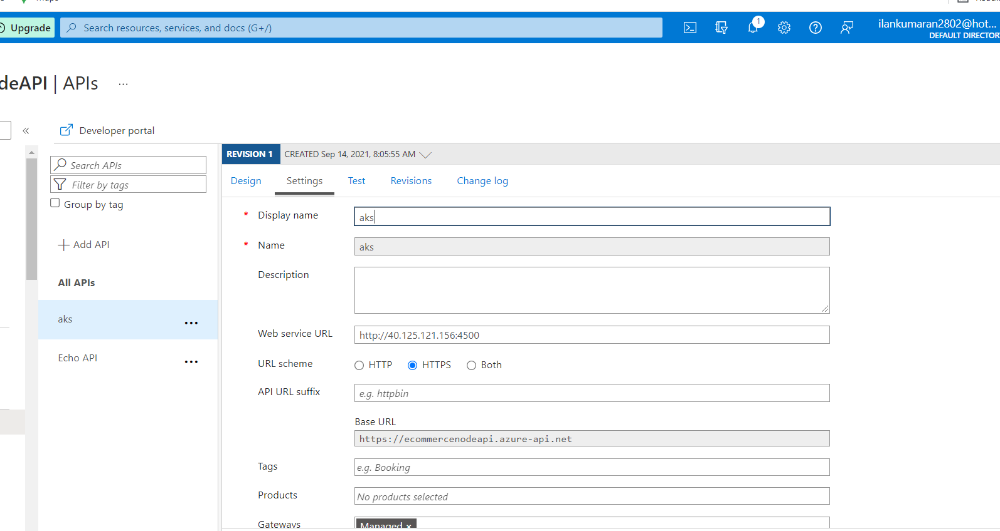 Upgrade
Search resources, services, and docs (G+/)
1
ilankumaran2802@hot...
DEFAULT DIRECTOR
deAPI | APIs ...
«
Developer portal
Search APIs
Filter by tags
Group by tag
Add API
All APIs
aks
Echo API
REVISION 1 CREATED Sep 14, 2021, 8:05:55 AM
Design Settings Test Revisions Change log
* Display name aks
* Name aks
Description
Web service URL http://40.125.121.156:4500
URL scheme HTTP HTTPS Both
API URL suffix e.g. httpbin
Base URL
https://ecommercenodeapi.azure-api.net
Tags e.g. Booking
Products No products selected
Gateways Managed ×